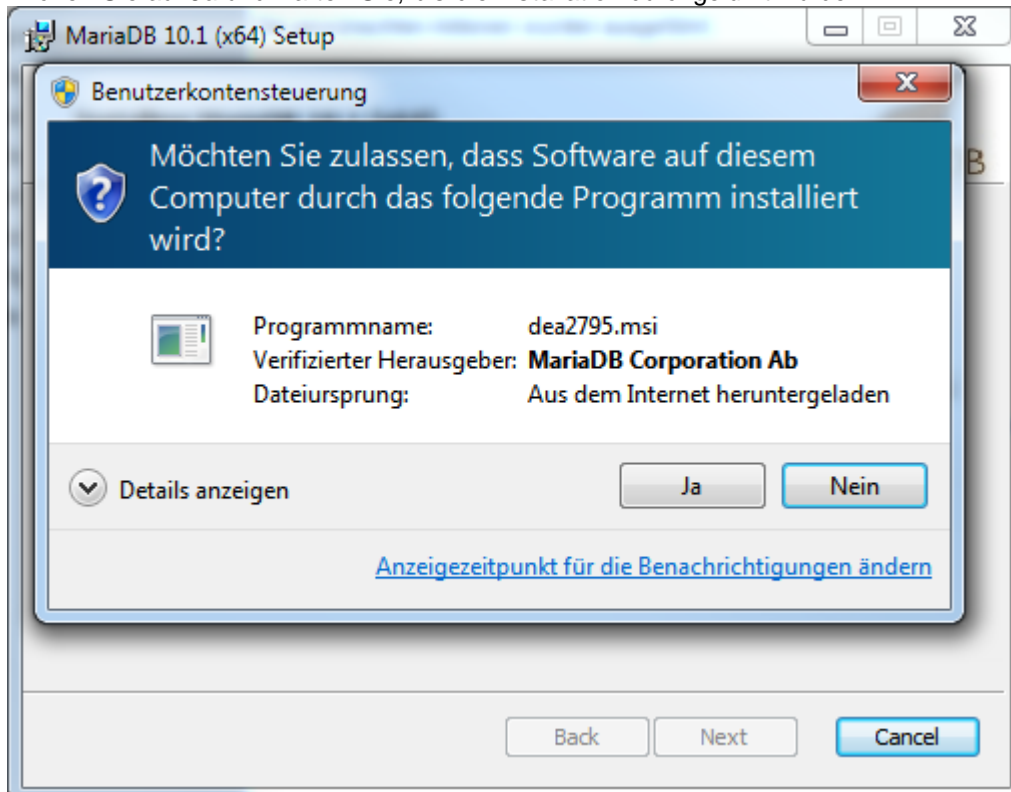 MariaDB 10.1 (x64) Setup
Benutzerkontensteuerung
Möchten Sie zulassen, dass Software auf diesem
Computer durch das folgende Programm installiert
wird?
B
Programmname: dea2795.msi
Verifizierter Herausgeber: MariaDB Corporation Ab
Dateiursprung: Aus dem Internet heruntergeladen
Details anzeigen
Ja
Nein
Anzeigezeitpunkt für die Benachrichtigungen ändern
Back
Next
Cancel